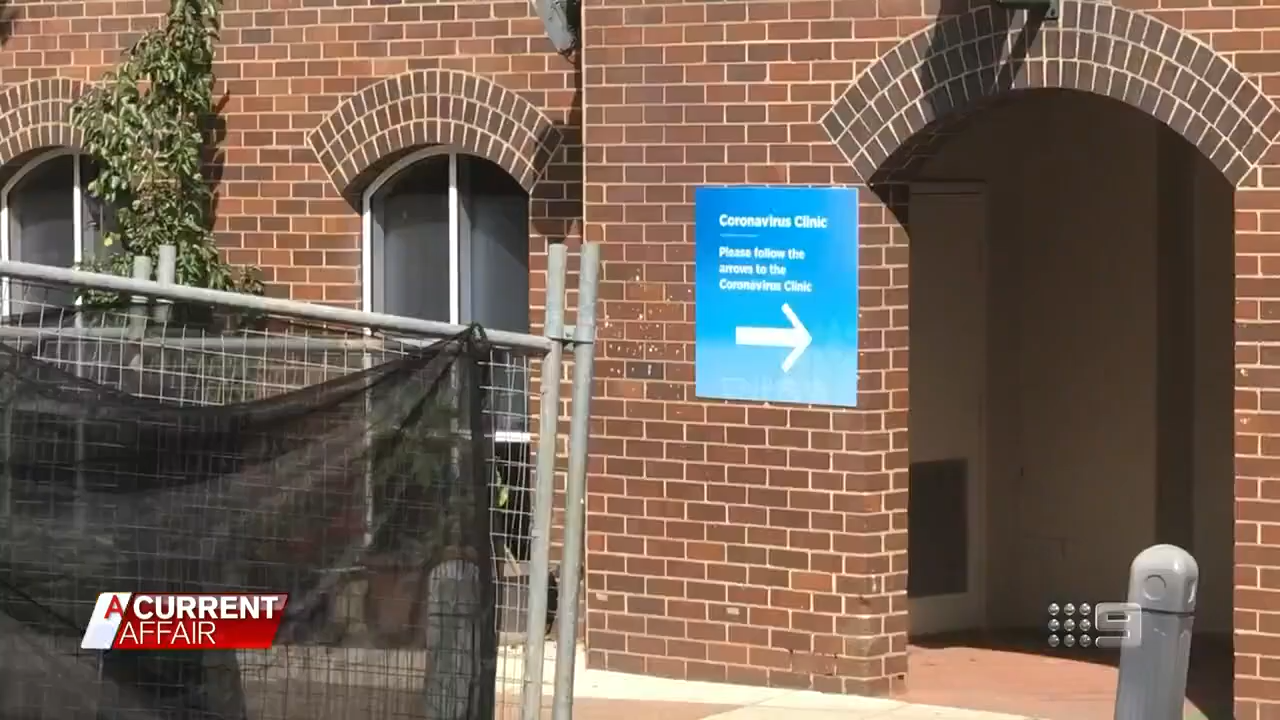 Coronavirus Clinic
Please follow the
arrows to the
Coronavirus Clinic
A CURRENT
AFFAIR
9